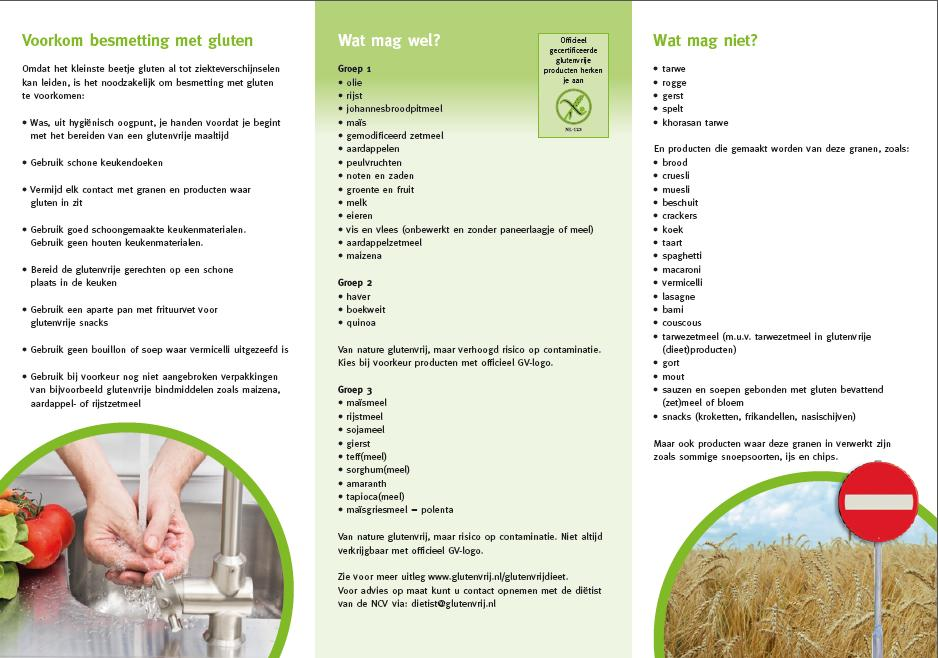 Voorkom besmetting met gluten
Omdat het kleinste beetje gluten al tot ziekteverschijnselen
kan leiden, is het noodzakelijk om besmetting met gluten
te voorkomen:
• Was, uit hygiënisch oogpunt, je handen voordat je begint
met het bereiden van een glutenvrije maaltijd
• Gebruik schone keukendoeken
• Vermijd elk contact met granen en producten waar
gluten in zit
• Gebruik goed schoongemaakte keukenmaterialen.
Gebruik geen houten keukenmaterialen.
• Bereid de glutenvrije gerechten op een schone
plaats in de keuken
• Gebruik een aparte pan met frituurvet voor
glutenvrije snacks
• Gebruik geen bouillon of soep waar vermicelli uitgezeefd is
• Gebruik bij voorkeur nog niet aangebroken verpakkingen
van bijvoorbeeld glutenvrije bindmiddelen zoals maizena,
aardappel- of rijstzetmeel
Wat mag wel?
Officieel
gecertificeerde
glutenvrije
producten herken
je aan
NL-123
Groep 1
• olie
• rijst
• johannesbroodpitmeel
• maïs
• gemodificeerd zetmeel
• aardappelen
• peulvruchten
• noten en zaden
• groente en fruit
• melk
• eieren
• vis en vlees (onbewerkt en zonder paneerlaagje of meel)
• aardappelzetmeel
• maizena
Groep 2
• haver
• boekweit
• quinoa
Van nature glutenvrij, maar verhoogd risico op contaminatie.
Kies bij voorkeur producten met officieel GV-logo.
Groep 3
• maïsmeel
• rijstmeel
• sojameel
• gierst
• teff(meel)
• sorghum(meel)
• amaranth
• tapioca(meel)
• maïsgriesmeel = polenta
Van nature glutenvrij, maar risico op contaminatie. Niet altijd
verkrijgbaar met officieel GV-logo.
Zie voor meer uitleg www.glutenvrij.nl/glutenvrijdieet.
Voor advies op maat kunt u contact opnemen met de diëtist
van de NCV via: dietist@glutenvrij.nl
Wat mag niet?
• tarwe
• rogge
• gerst
• spelt
• khorasan tarwe
En producten die gemaakt worden van deze granen, zoals:
• brood
• cruesli
• muesli
• beschuit
• crackers
• koek
• taart
• spaghetti
• macaroni
• vermicelli
• lasagne
• bami
• couscous
• tarwezetmeel (m.u.v. tarwezetmeel in glutenvrije
(dieet)producten)
• gort
• mout
• sauzen en soepen gebonden met gluten bevattend
(zet)meel of bloem
• snacks (kroketten, frikandellen, nasischijven)
Maar ook producten waar deze granen in verwerkt zijn
zoals sommige snoepsoorten, ijs en chips.